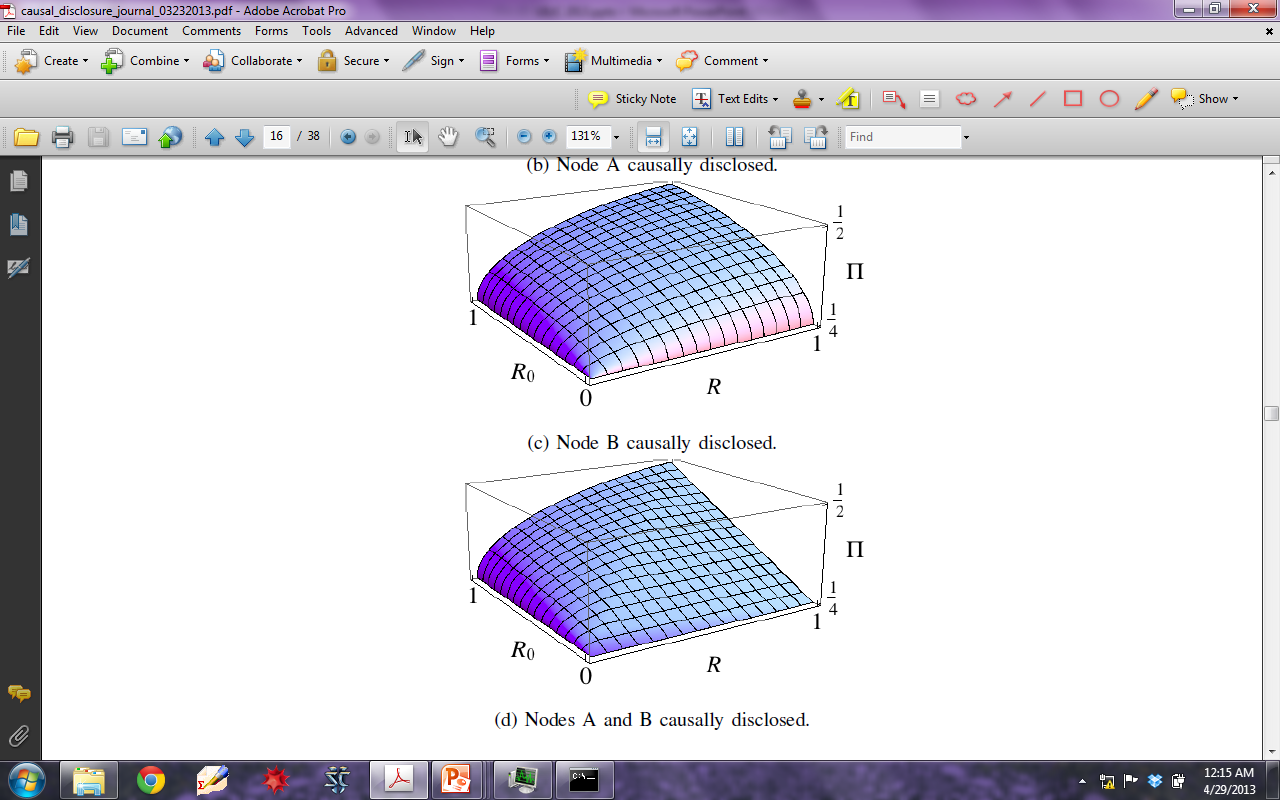 causal_disclosure_journal_03232013.pdf - Adobe Acrobat Pro
File Edit View Document Comments Forms Tools Advanced Window Help
Create Combine Collaborate Secure Sign Forms Multimedia Comment
Sticky Note Text Edits Show
16 / 38 131% Find
(b) Node A causally disclosed.
1/2
Π
1/4
1 1
R0 R
0
(c) Node B causally disclosed.
1/2
Π
1/4
1 1
R0 R
0
(d) Nodes A and B causally disclosed.
12:15 AM
4/29/2013